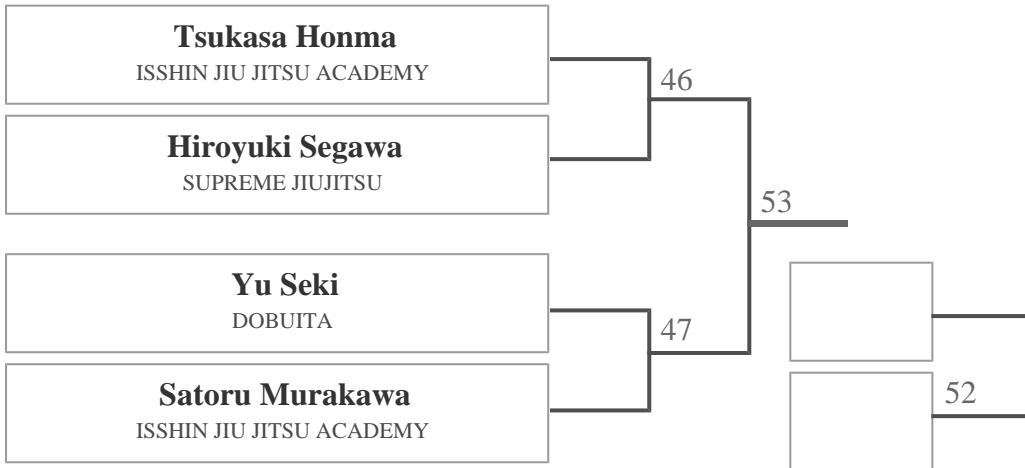 Tsukasa Honma
ISSHIN JIU JITSU ACADEMY
46
Hiroyuki Segawa
SUPREME JIUJITSU
53
Yu Seki
DOBUITA
47
Satoru Murakawa
ISSHIN JIU JITSU ACADEMY
52